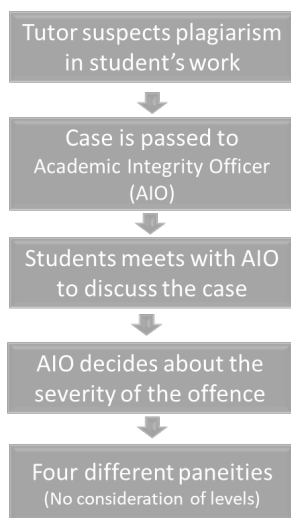 Tutor suspects plagiarism
in student's work
Case is passed to
Academic Integrity Officer
(AIO)
Students meets with AIO
to discuss the case
AIO decides about the
severity of the offence
Four different paneities
(No consideration of levels)